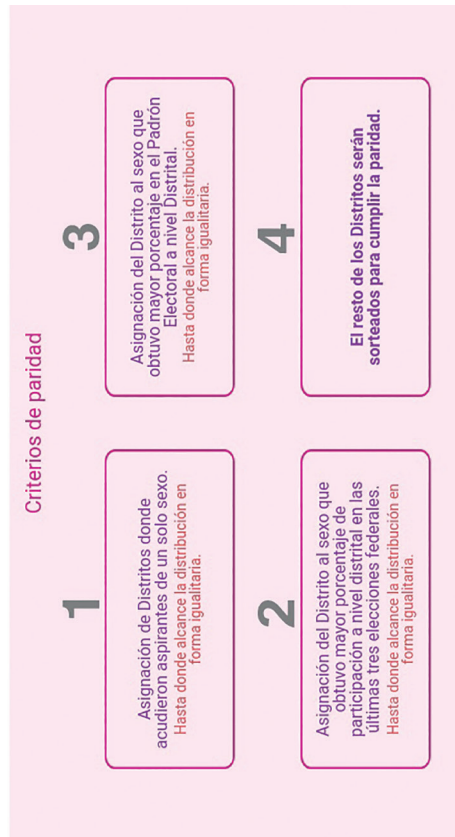 Criterios de paridad
1
Asignación de Distritos donde
acudieron aspirantes de un solo sexo.
Hasta donde alcance la distribución en
forma igualitaria.
2
Asignación del Distrito al sexo que
obtuvo mayor porcentaje de
participación a nivel distrital en las
últimas tres elecciones federales.
Hasta donde alcance la distribución en
forma igualitaria.
3
Asignación del Distrito al sexo que
obtuvo mayor porcentaje en el Padrón
Electoral a nivel Distrital.
Hasta donde alcance la distribución en
forma igualitaria.
4
El resto de los Distritos serán
sorteados para cumplir la paridad.